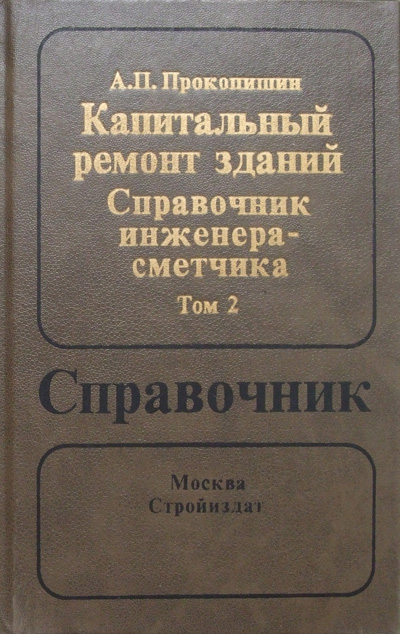 А.П. Прокопишин
Капитальный
ремонт зданий
Справочник
инженера-
сметчика
Том 2
Справочник
Москва
Стройиздат